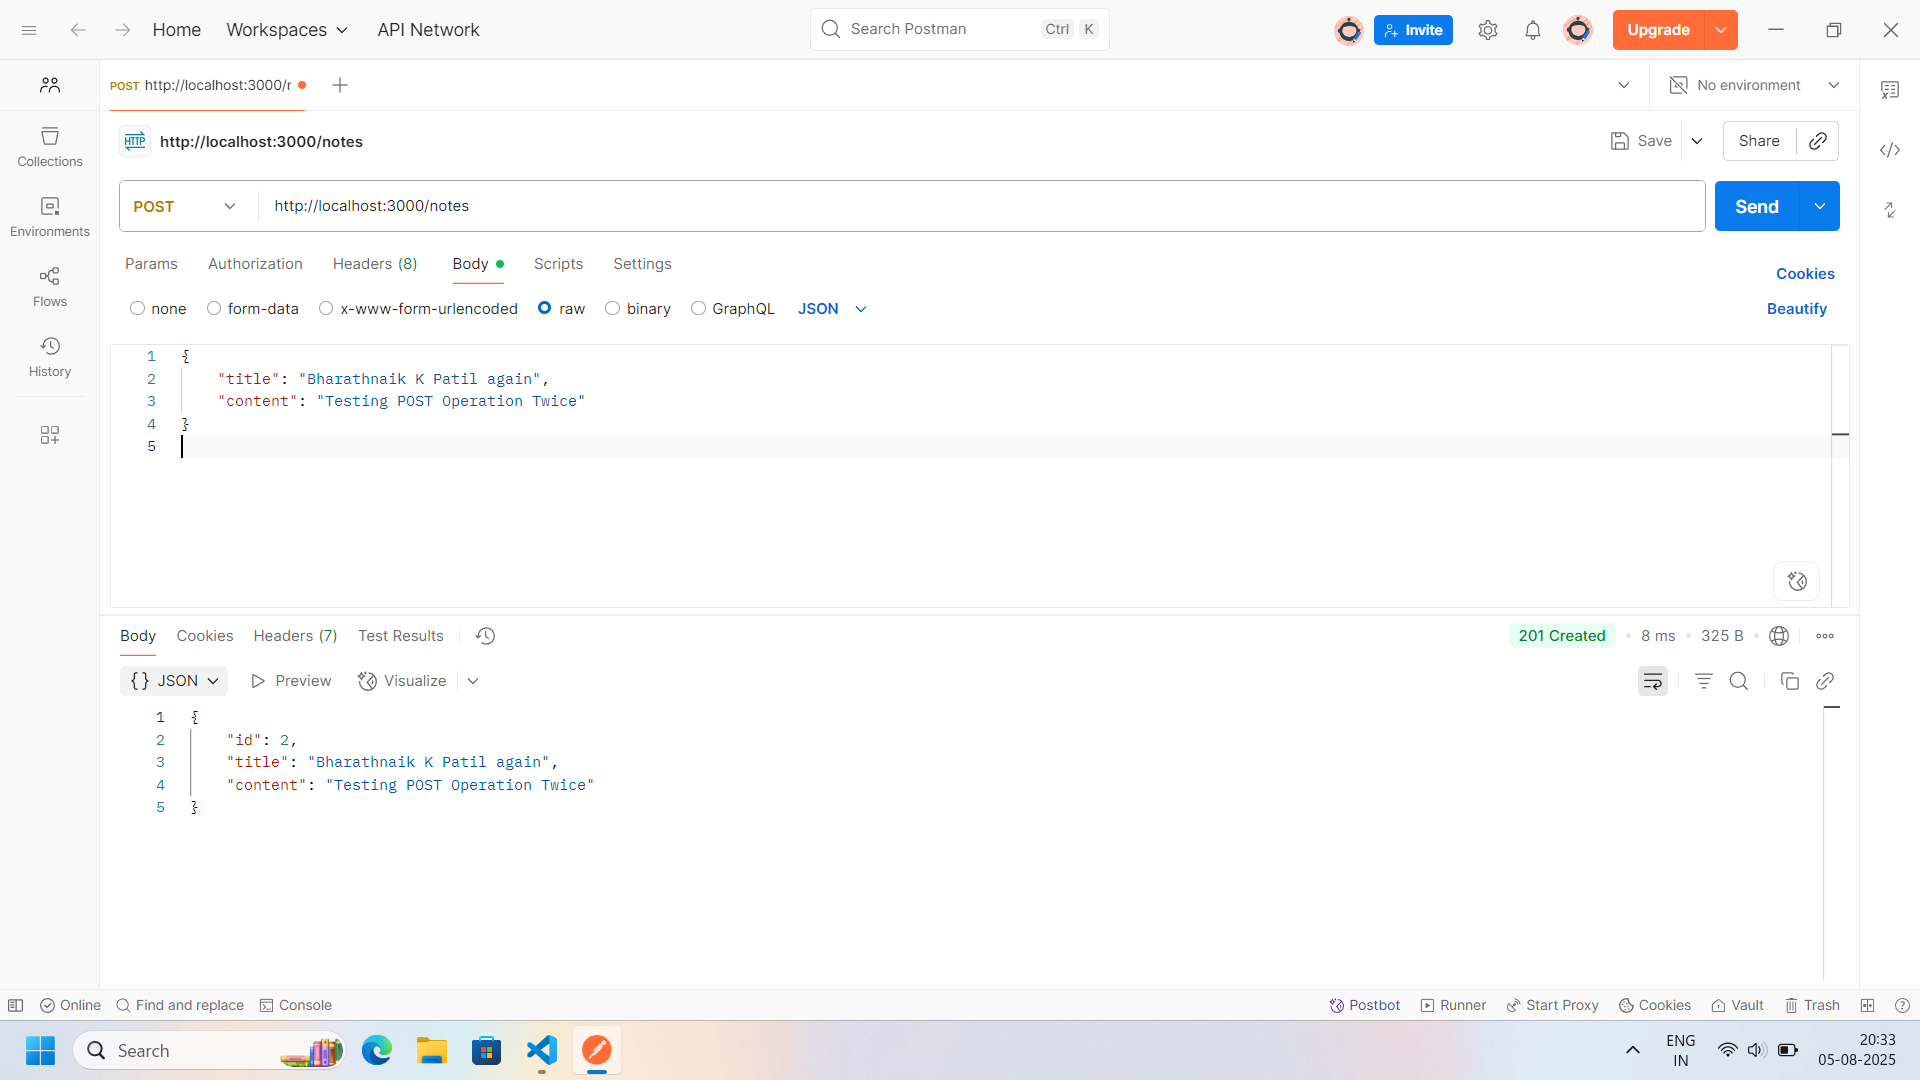 Home Workspaces API Network Search Postman Ctrl K Invite Upgrade
POST http://localhost:3000/r No environment
HTTP http://localhost:3000/notes Save Share
Collections
POST http://localhost:3000/notes Send
Environments
Params Authorization Headers (8) Body Scripts Settings Cookies
Flows
none form-data x-www-form-urlencoded raw binary GraphQL JSON Beautify
History
1 {
2 "title": "Bharathnaik K Patil again",
3 "content": "Testing POST Operation Twice"
4 }
5
Body Cookies Headers (7) Test Results 201 Created 8 ms 325 B
{} JSON Preview Visualize
1 {
2 "id": 2,
3 "title": "Bharathnaik K Patil again",
4 "content": "Testing POST Operation Twice"
5 }
Online Find and replace Console Postbot Runner Start Proxy Cookies Vault Trash
Search ENG 20:33
IN 05-08-2025